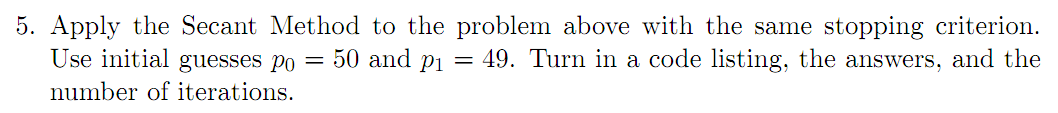 5. Apply the Secant Method to the problem above with the same stopping criterion.
Use initial guesses p₀ = 50 and p₁ = 49. Turn in a code listing, the answers, and the
number of iterations.